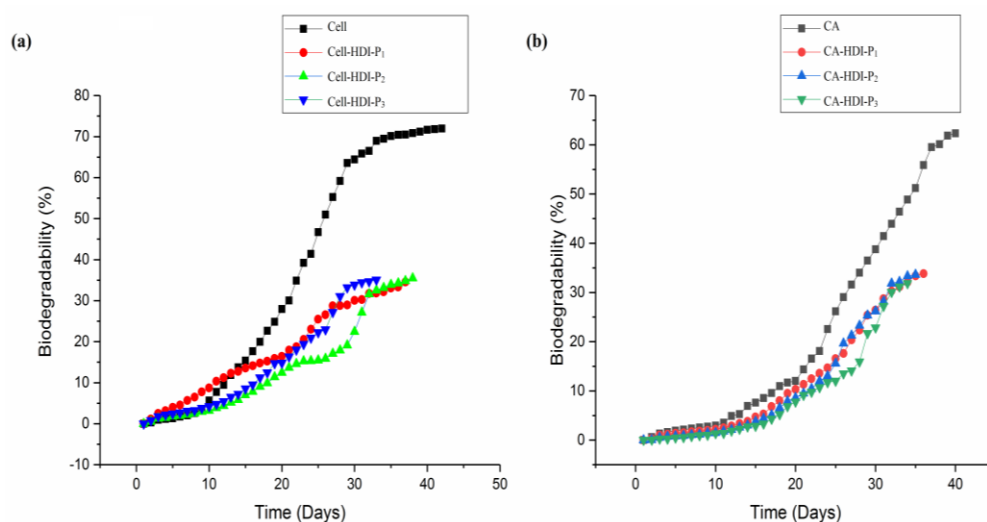 (a)
Cell
Cell-HDI-P₁
Cell-HDI-P₂
Cell-HDI-P₃
80
70
60
50
40
30
20
10
0
-10
Biodegradability (%)
0
10
20
30
40
50
Time (Days)
(b)
CA
CA-HDI-P₁
CA-HDI-P₂
CA-HDI-P₃
70
60
50
40
30
20
10
0
Biodegradability (%)
0
10
20
30
40
Time (Days)